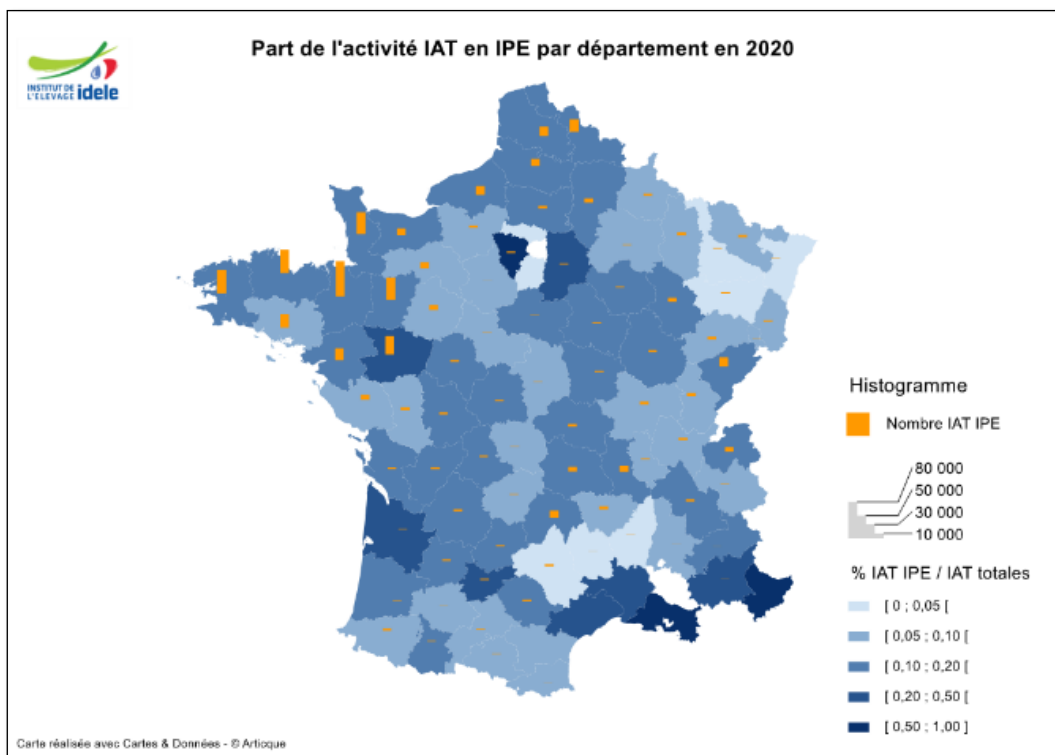 Part de l'activité IAT en IPE par département en 2020
INSTITUT DE
L'ELEVAGE idele
Histogramme
Nombre IAT IPE
80 000
50 000
30 000
10 000
% IAT IPE / IAT totales
[ 0 ; 0,05 [
[ 0,05 ; 0,10 [
[ 0,10 ; 0,20 [
[ 0,20 ; 0,50 [
[ 0,50 ; 1,00 ]
Carte réalisée avec Cartes & Données - © Articque